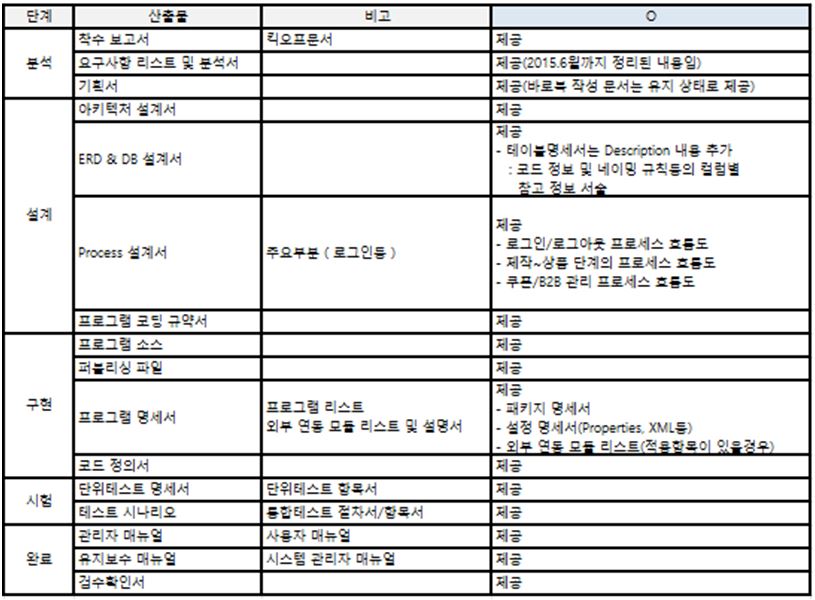 단계 산출물 비고 O
분석
착수 보고서 킥오프문서 제공
요구사항 리스트 및 분석서 제공(2015.6월까지 정리된 내용임)
기획서 제공(바로북 작성 문서는 유지 상태로 제공)
설계
아키텍처 설계서 제공
ERD & DB 설계서
제공
- 테이블명세서는 Description 내용 추가
: 코드 정보 및 네이밍 규칙등의 컬럼별
참고 정보 서술
Process 설계서 주요부분 ( 로그인등 )
제공
- 로그인/로그아웃 프로세스 흐름도
- 제작~상품 단계의 프로세스 흐름도
- 쿠폰/B2B 관리 프로세스 흐름도
프로그램 코딩 규약서 제공
구현
프로그램 소스 제공
퍼블리싱 파일 제공
프로그램 명세서
프로그램 리스트
외부 연동 모듈 리스트 및 설명서
제공
- 패키지 명세서
- 설정 명세서(Properties, XML등)
- 외부 연동 모듈 리스트(적용항목이 있을경우)
코드 정의서 제공
시험
단위테스트 명세서 단위테스트 항목서 제공
테스트 시나리오 통합테스트 절차서/항목서 제공
완료
관리자 매뉴얼 사용자 매뉴얼 제공
유지보수 매뉴얼 시스템 관리자 매뉴얼 제공
검수확인서 제공